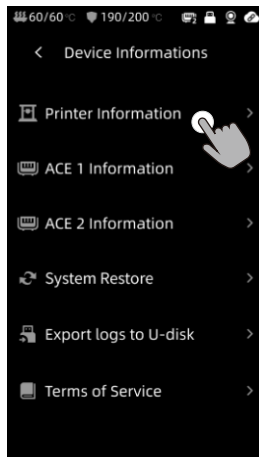 60/60°C 190/200°C
< Device Informations
Printer Information >
ACE 1 Information >
ACE 2 Information >
System Restore >
Export logs to U-disk >
Terms of Service >